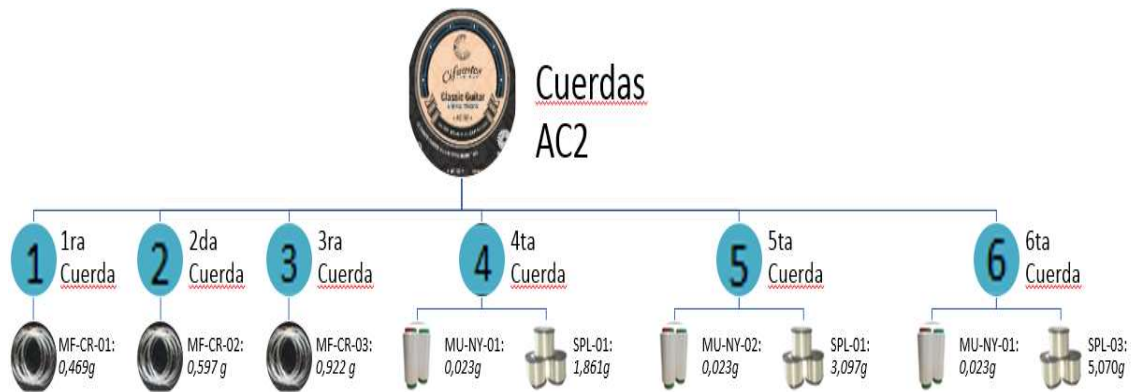 Cifuentes
Classic Guitar
Cuerdas
AC2
1
1ra
Cuerda
2
2da
Cuerda
3
3ra
Cuerda
4
4ta
Cuerda
5
5ta
Cuerda
6
6ta
Cuerda
MF-CR-01:
0,469g
MF-CR-02:
0,597 g
MF-CR-03:
0,922 g
MU-NY-01:
0,023g
SPL-01:
1,861g
MU-NY-02:
0,023g
SPL-01:
3,097g
MU-NY-01:
0,023g
SPL-03:
5,070g